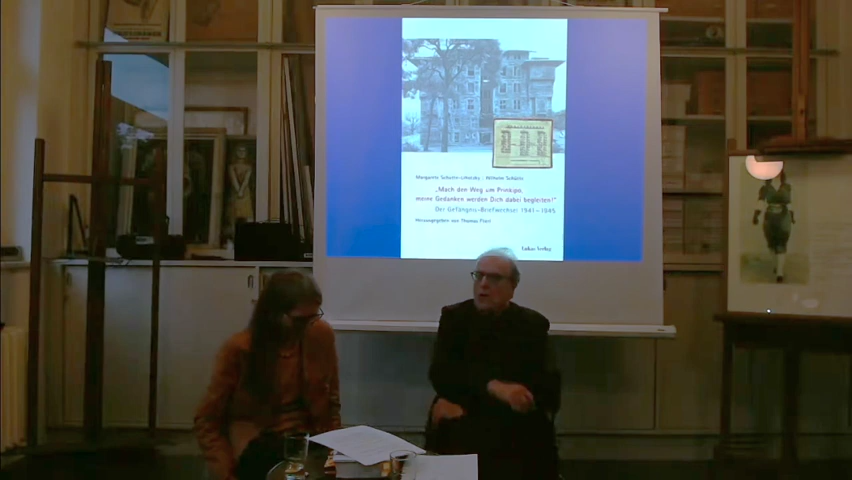 Margarete Schütte-Lihotzky · Wilhelm Schütte
„Mach den Weg um Prinkipo,
meine Gedanken werden Dich dabei begleiten!"
Der Gefängnis-Briefwechsel 1941–1945
Herausgegeben von Thomas Flierl
Lukas Verlag